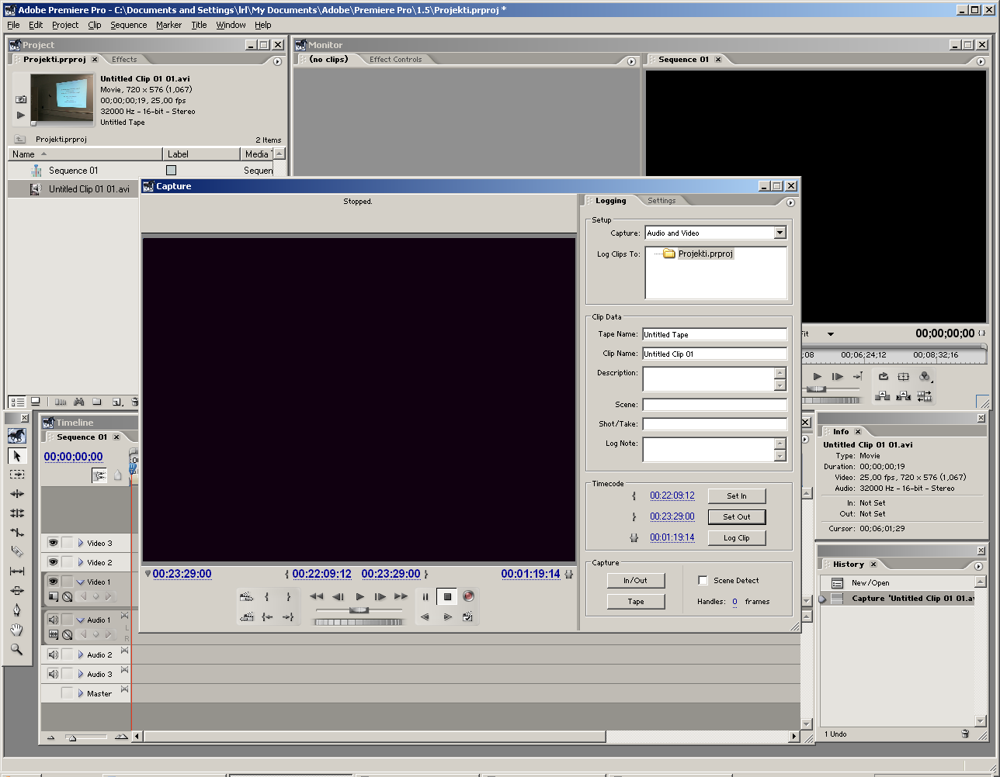 Adobe Premiere Pro - C:\Documents and Settings\lrl\My Documents\Adobe\Premiere Pro\1.5\Projekti.prproj *
File Edit Project Clip Sequence Marker Title Window Help
Project
Projekti.prproj Effects
Untitled Clip 01 01.avi
Movie, 720 x 576 (1,067)
00;00;00;19, 25,00 fps
32000 Hz - 16-bit - Stereo
Untitled Tape
Projekti.prproj 2 Items
Name Label Media
Sequence 01 Sequen
Untitled Clip 01 01.avi
Monitor
(no clips) Effect Controls
Sequence 01
Fit 00;00;00;00
;08 00;06;24;12 00;08;32;16
Capture
Stopped.
00:23:29:00 { 00:22:09:12 00:23:29:00 } 00:01:19:14
Logging Settings
Setup
Capture: Audio and Video
Log Clips To: Projekti.prproj
Clip Data
Tape Name: Untitled Tape
Clip Name: Untitled Clip 01
Description:
Scene:
Shot/Take:
Log Note:
Timecode
{ 00:22:09:12 Set In
} 00:23:29:00 Set Out
{} 00:01:19:14 Log Clip
Capture
In/Out Scene Detect
Tape Handles: 0 frames
Timeline
Sequence 01
00;00;00;00
Video 3
Video 2
Video 1
Audio 1
L
R
Audio 2
Audio 3
Master
Info
Untitled Clip 01 01.avi
Type: Movie
Duration: 00;00;00;19
Video: 25,00 fps, 720 x 576 (1,067)
Audio: 32000 Hz - 16-bit - Stereo
In: Not Set
Out: Not Set
Cursor: 00;06;01;29
History
New/Open
Capture 'Untitled Clip 01 01.av
1 Undo